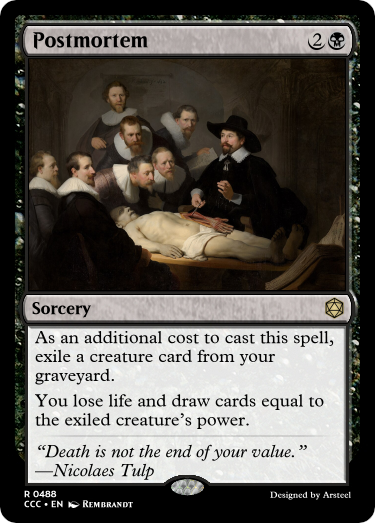 Postmortem 2
Sorcery
As an additional cost to cast this spell,
exile a creature card from your
graveyard.
You lose life and draw cards equal to
the exiled creature's power.
“Death is not the end of your value.”
—Nicolaes Tulp
R 0488
CCC • EN Rembrandt
Designed by Arsteel